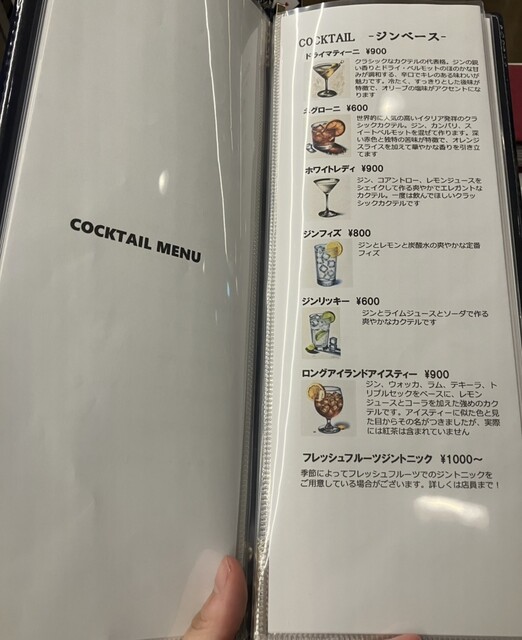 COCKTAIL MENU
COCKTAIL -ジンベース-
ドライマティーニ ¥900
クラシックなカクテルの代表格。ジンの鋭
い香りとドライ・ベルモットのほのかな甘
みが調和する、辛口でキレのある味わいが
魅力です。冷たく、すっきりとした後味が
特徴で、オリーブの塩味がアクセントにな
ります
ネグローニ ¥600
世界的に人気の高いイタリア発祥のクラ
シックカクテル。ジン、カンパリ、ス
イートベルモットを混ぜて作ります。深
い赤色と独特の苦味が特徴で、オレンジ
スライスを加えて華やかな香りを引き立
てます
ホワイトレディ ¥900
ジン、コアントロー、レモンジュースを
シェイクして作る爽やかでエレガントな
カクテル。一度は飲んでほしいクラッ
シックカクテルです
ジンフィズ ¥800
ジンとレモンと炭酸水の爽やかな定番
フィズ
ジンリッキー ¥600
ジンとライムジュースとソーダで作る
爽やかなカクテルです
ロングアイランドアイスティー ¥900
ジン、ウォッカ、ラム、テキーラ、ト
リプルセックをベースに、レモン
ジュースとコーラを加えた強めのカク
テルです。アイスティーに似た色と見
た目からその名がつきましたが、実際
には紅茶は含まれていません
フレッシュフルーツジントニック ¥1000～
季節によってフレッシュフルーツでのジントニックを
ご用意している場合がございます。詳しくは店員まで！